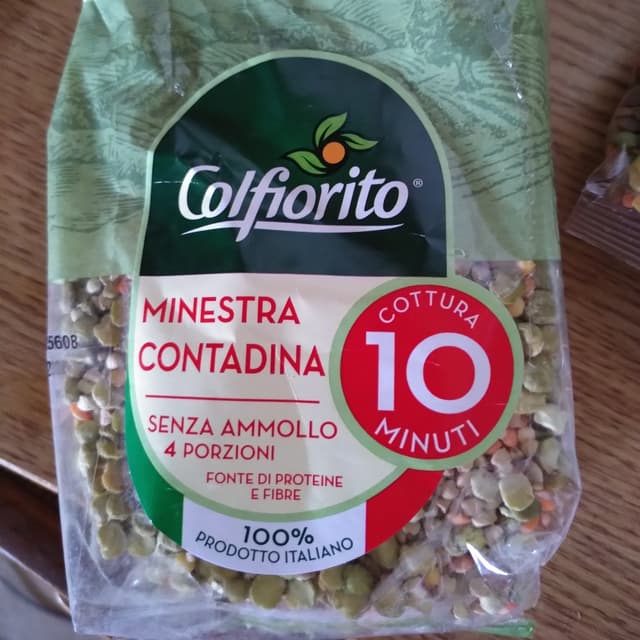 Colfiorito®
MINESTRA
CONTADINA
SENZA AMMOLLO
4 PORZIONI
FONTE DI PROTEINE
E FIBRE
COTTURA
10
MINUTI
100%
PRODOTTO ITALIANO
5608